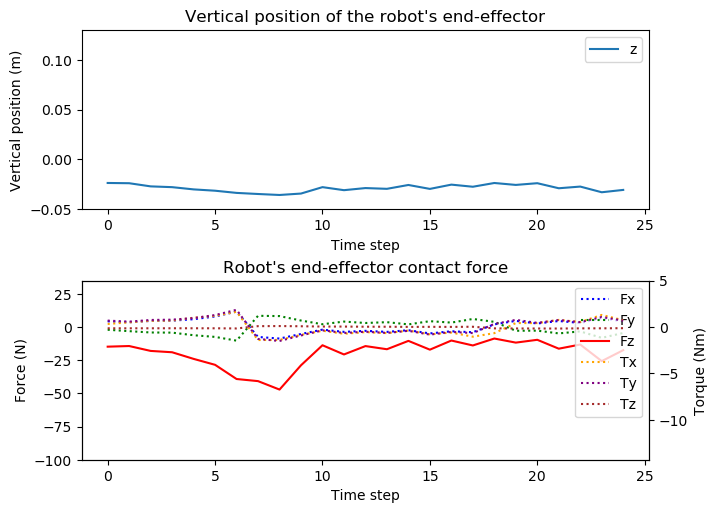 Vertical position of the robot's end-effector
z
Vertical position (m)
0.10
0.05
0.00
−0.05
0 5 10 15 20 25
Time step
Robot's end-effector contact force
Fx
Fy
Fz
Tx
Ty
Tz
Force (N)
25
0
−25
−50
−75
−100
5
0
−5
−10
Torque (Nm)
0 5 10 15 20 25
Time step